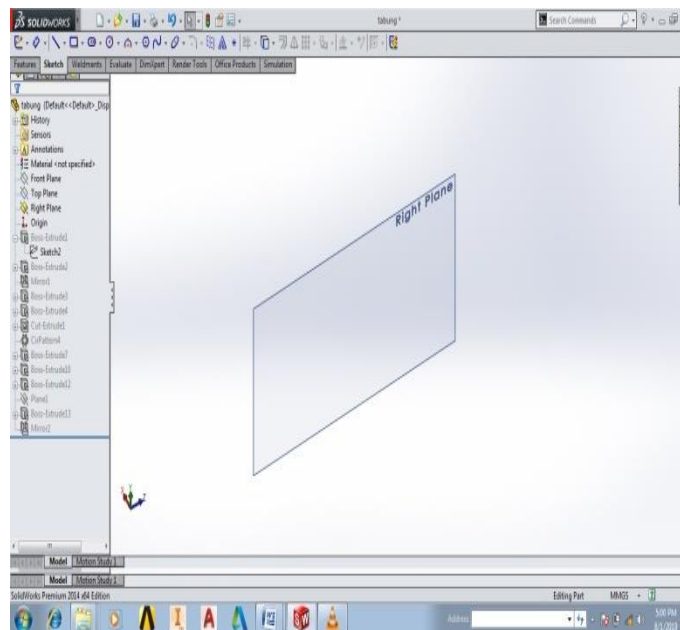 SOLIDWORKS
tabung *
Search Commands
Features Sketch Weldments Evaluate DimXpert Render Tools Office Products Simulation
tabung (Default<<Default>_Disp
History
Sensors
Annotations
Material <not specified>
Front Plane
Top Plane
Right Plane
Origin
Boss-Extrude1
Sketch2
Boss-Extrude2
Mirror1
Boss-Extrude3
Boss-Extrude4
Cut-Extrude1
CirPattern4
Boss-Extrude7
Boss-Extrude10
Boss-Extrude12
Plane1
Boss-Extrude13
Mirror2
Right Plane
Model Motion Study 1
Model Motion Study 1
SolidWorks Premium 2014 x64 Edition
Editing Part MMGS
Address
5:00 PM